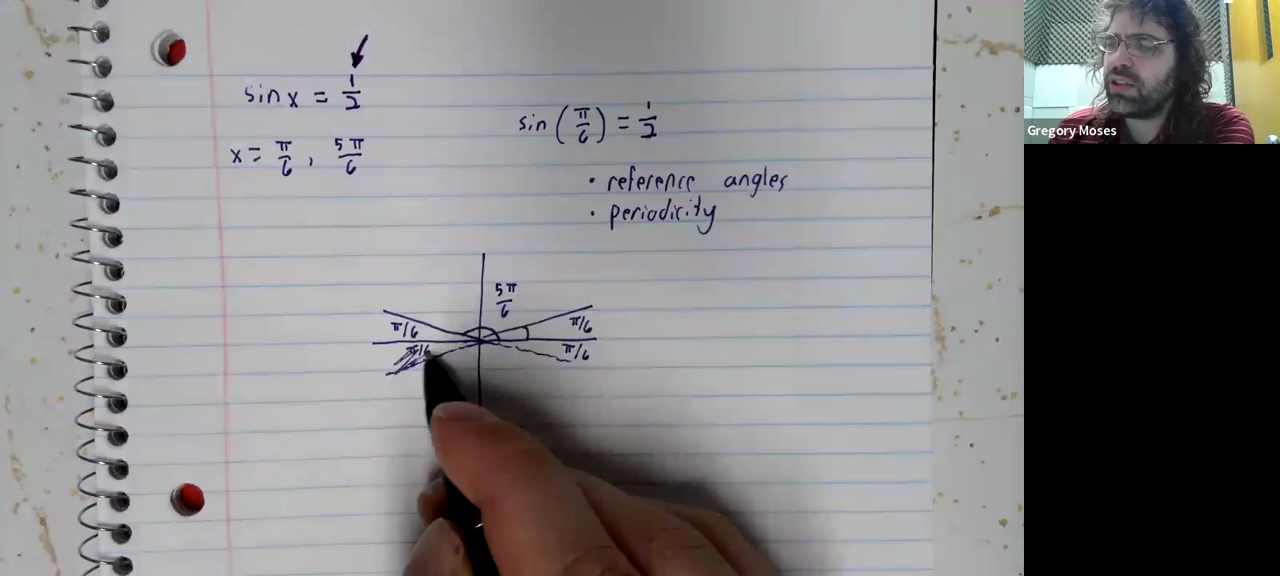 sin x = 1/2
x = π/6 , 5π/6
sin (π/6) = 1/2
• reference angles
• periodicity
5π/6
π/6 π/6
π/6 π/6
Gregory Moses